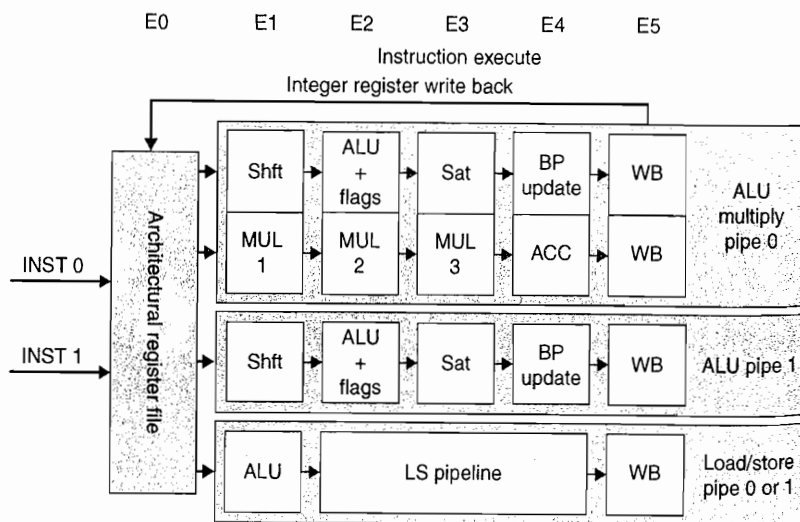 E0 E1 E2 E3 E4 E5
Instruction execute
Integer register write back
Architectural register file
INST 0
INST 1
Shft
ALU
+
flags
Sat
BP
update
WB
MUL
1
MUL
2
MUL
3
ACC
WB
ALU
multiply
pipe 0
Shft
ALU
+
flags
Sat
BP
update
WB
ALU pipe 1
ALU
LS pipeline
WB
Load/store
pipe 0 or 1